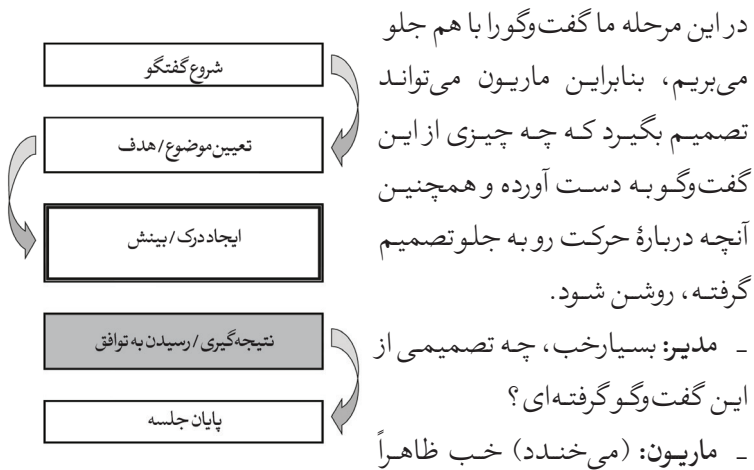 در این مرحله ما گفت‌وگو را با هم جلو
می‌بریم، بنابراین ماریون می‌تواند
تصمیم بگیرد که چه چیزی از این
گفت‌وگو به دست آورده و همچنین
آنچه دربارهٔ حرکت رو به جلو تصمیم
گرفته، روشن شود.
ـ مدیر: بسیار خب، چه تصمیمی از
این گفت‌وگو گرفته‌ای؟
ـ ماریون: (می‌خندد) خب ظاهراً
شروع گفتگو
تعیین موضوع / هدف
ایجاد درک / بینش
نتیجه‌گیری / رسیدن به توافق
پایان جلسه